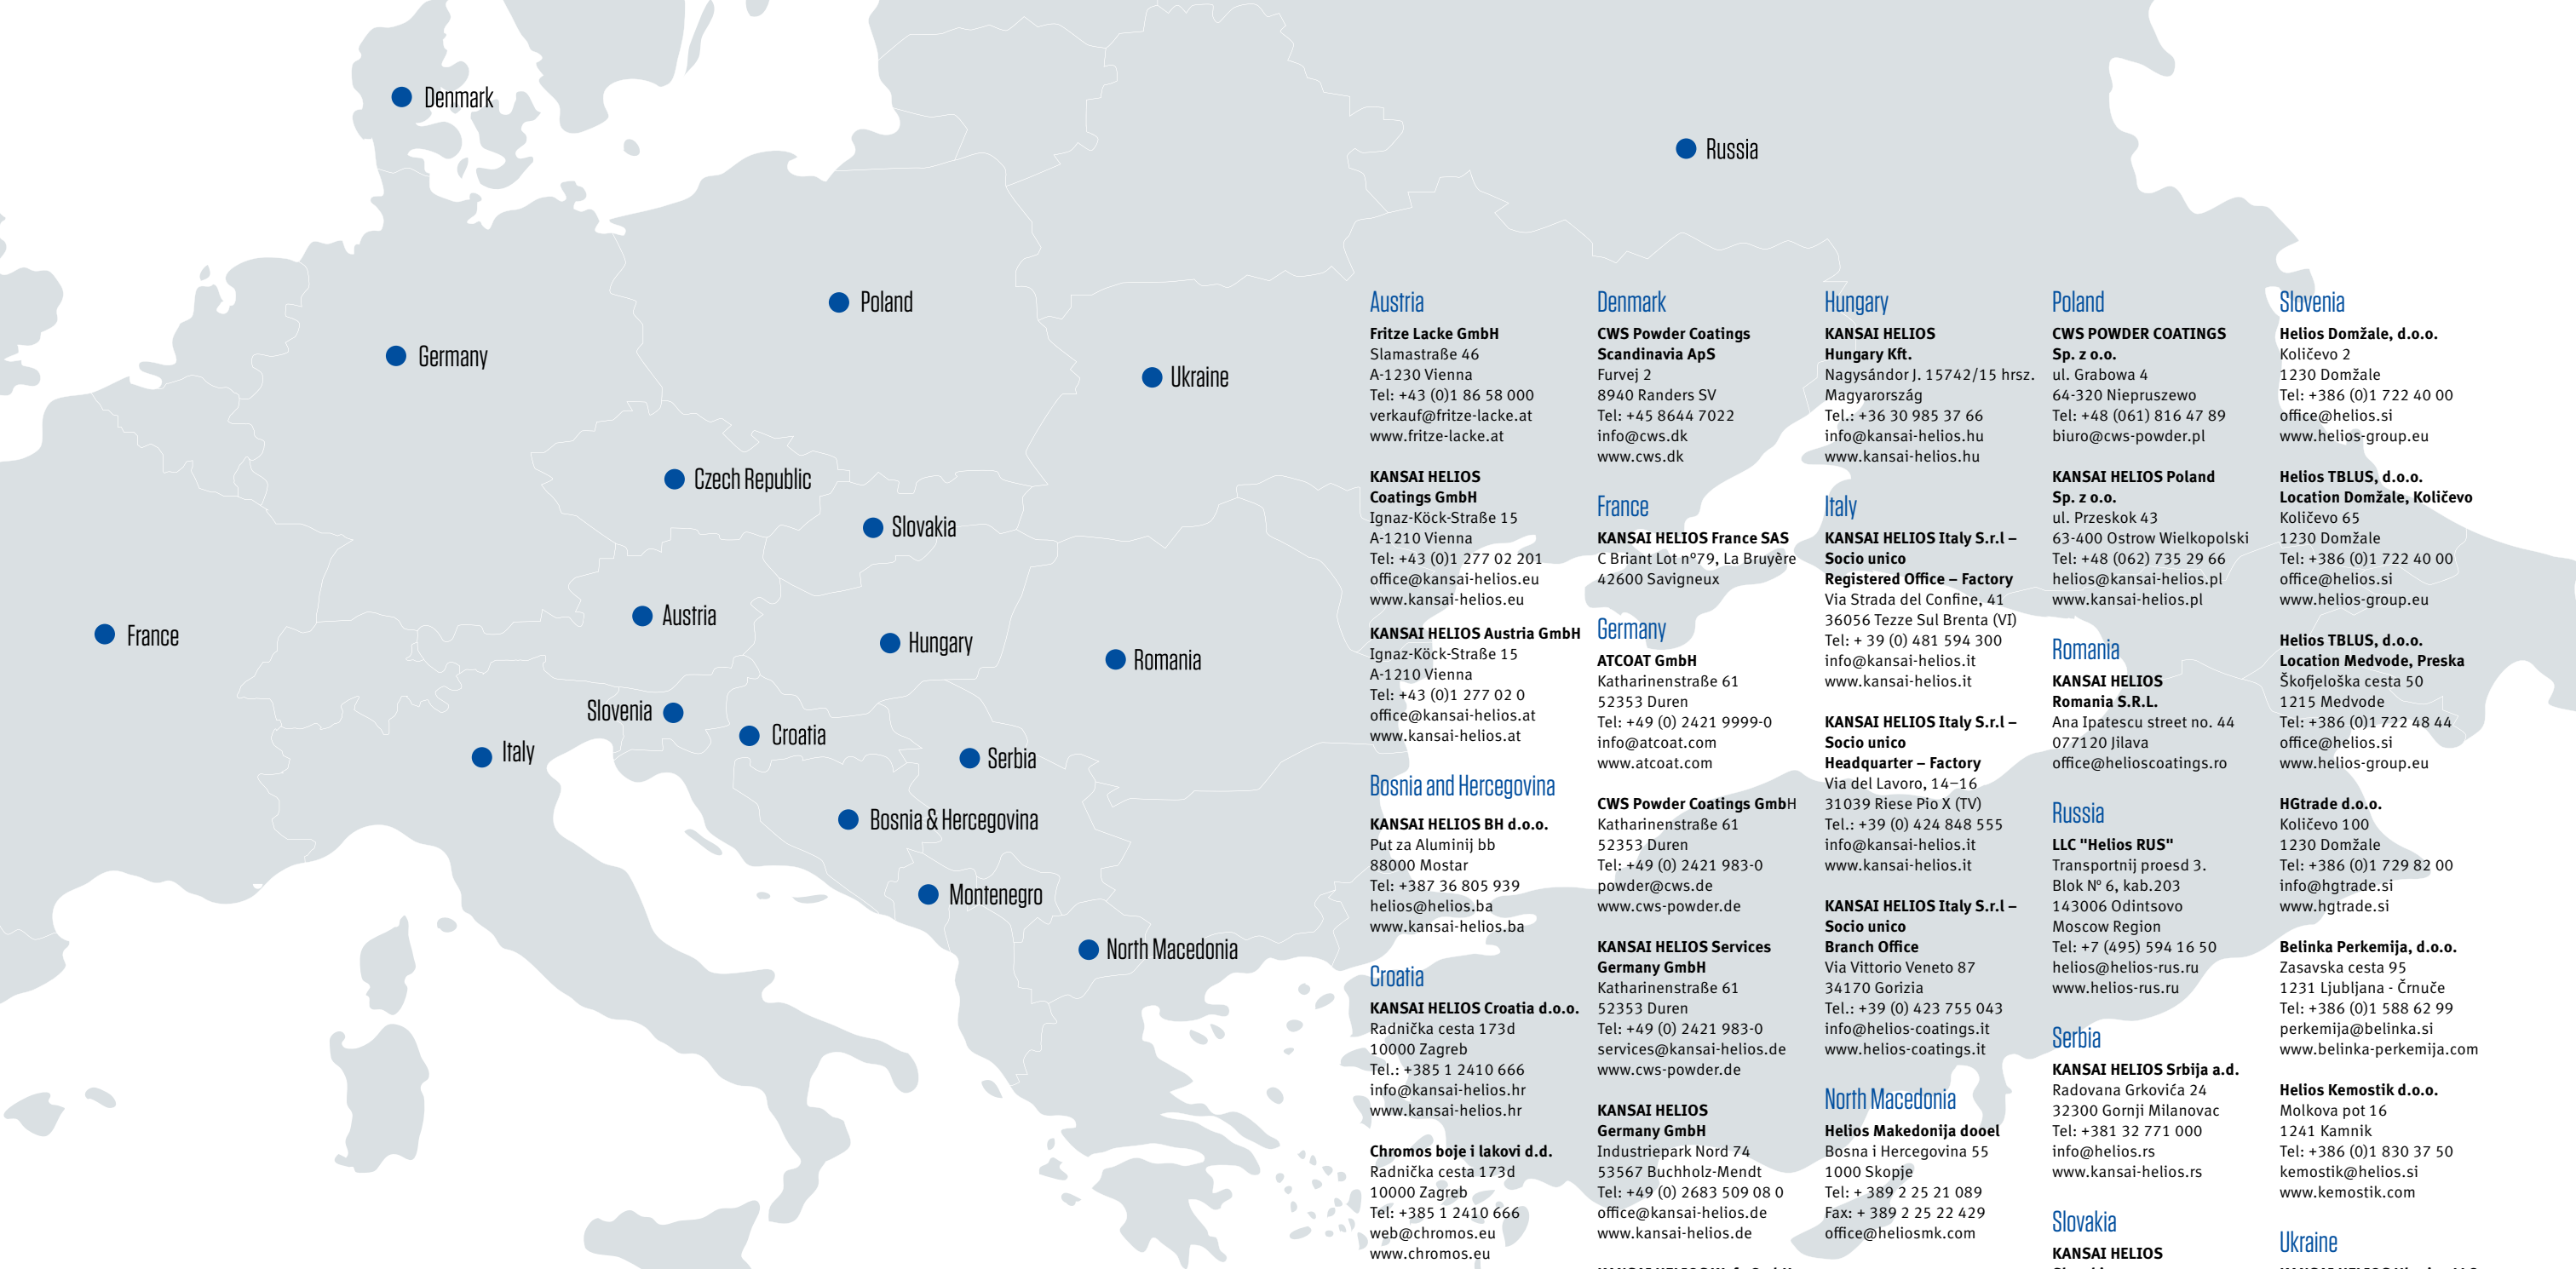 Denmark
Russia
Poland
Germany
Ukraine
Czech Republic
Slovakia
Austria
France
Hungary
Romania
Slovenia
Croatia
Italy
Serbia
Bosnia & Hercegovina
Montenegro
North Macedonia
Austria
Fritze Lacke GmbH
Slamastraße 46
A-1230 Vienna
Tel: +43 (0)1 86 58 000
verkauf@fritze-lacke.at
www.fritze-lacke.at
KANSAI HELIOS
Coatings GmbH
Ignaz-Köck-Straße 15
A-1210 Vienna
Tel: +43 (0)1 277 02 201
office@kansai-helios.eu
www.kansai-helios.eu
KANSAI HELIOS Austria GmbH
Ignaz-Köck-Straße 15
A-1210 Vienna
Tel: +43 (0)1 277 02 0
office@kansai-helios.at
www.kansai-helios.at
Bosnia and Hercegovina
KANSAI HELIOS BH d.o.o.
Put za Aluminij bb
88000 Mostar
Tel: +387 36 805 939
helios@helios.ba
www.kansai-helios.ba
Croatia
KANSAI HELIOS Croatia d.o.o.
Radnička cesta 173d
10000 Zagreb
Tel.: +385 1 2410 666
info@kansai-helios.hr
www.kansai-helios.hr
Chromos boje i lakovi d.d.
Radnička cesta 173d
10000 Zagreb
Tel: +385 1 2410 666
web@chromos.eu
www.chromos.eu
Denmark
CWS Powder Coatings
Scandinavia ApS
Furvej 2
8940 Randers SV
Tel: +45 8644 7022
info@cws.dk
www.cws.dk
France
KANSAI HELIOS France SAS
C Briant Lot n°79, La Bruyère
42600 Savigneux
Germany
ATCOAT GmbH
Katharinenstraße 61
52353 Duren
Tel: +49 (0) 2421 9999-0
info@atcoat.com
www.atcoat.com
CWS Powder Coatings GmbH
Katharinenstraße 61
52353 Duren
Tel: +49 (0) 2421 983-0
powder@cws.de
www.cws-powder.de
KANSAI HELIOS Services
Germany GmbH
Katharinenstraße 61
52353 Duren
Tel: +49 (0) 2421 983-0
services@kansai-helios.de
www.cws-powder.de
KANSAI HELIOS
Germany GmbH
Industriepark Nord 74
53567 Buchholz-Mendt
Tel: +49 (0) 2683 509 08 0
office@kansai-helios.de
www.kansai-helios.de
Hungary
KANSAI HELIOS
Hungary Kft.
Nagysándor J. 15742/15 hrsz.
Magyarország
Tel.: +36 30 985 37 66
info@kansai-helios.hu
www.kansai-helios.hu
Italy
KANSAI HELIOS Italy S.r.l –
Socio unico
Registered Office – Factory
Via Strada del Confine, 41
36056 Tezze Sul Brenta (VI)
Tel: + 39 (0) 481 594 300
info@kansai-helios.it
www.kansai-helios.it
KANSAI HELIOS Italy S.r.l –
Socio unico
Headquarter – Factory
Via del Lavoro, 14–16
31039 Riese Pio X (TV)
Tel.: +39 (0) 424 848 555
info@kansai-helios.it
www.kansai-helios.it
KANSAI HELIOS Italy S.r.l –
Socio unico
Branch Office
Via Vittorio Veneto 87
34170 Gorizia
Tel.: +39 (0) 423 755 043
info@helios-coatings.it
www.helios-coatings.it
North Macedonia
Helios Makedonija dooel
Bosna i Hercegovina 55
1000 Skopje
Tel: + 389 2 25 21 089
Fax: + 389 2 25 22 429
office@heliosmk.com
Poland
CWS POWDER COATINGS
Sp. z o.o.
ul. Grabowa 4
64-320 Niepruszewo
Tel: +48 (061) 816 47 89
biuro@cws-powder.pl
KANSAI HELIOS Poland
Sp. z o.o.
ul. Przeskok 43
63-400 Ostrow Wielkopolski
Tel: +48 (062) 735 29 66
helios@kansai-helios.pl
www.kansai-helios.pl
Romania
KANSAI HELIOS
Romania S.R.L.
Ana Ipatescu street no. 44
077120 Jilava
office@helioscoatings.ro
Russia
LLC "Helios RUS"
Transportnij proesd 3.
Blok Nº 6, kab.203
143006 Odintsovo
Moscow Region
Tel: +7 (495) 594 16 50
helios@helios-rus.ru
www.helios-rus.ru
Serbia
KANSAI HELIOS Srbija a.d.
Radovana Grkovića 24
32300 Gornji Milanovac
Tel: +381 32 771 000
info@helios.rs
www.kansai-helios.rs
Slovakia
KANSAI HELIOS
Slovenia
Helios Domžale, d.o.o.
Količevo 2
1230 Domžale
Tel: +386 (0)1 722 40 00
office@helios.si
www.helios-group.eu
Helios TBLUS, d.o.o.
Location Domžale, Količevo
Količevo 65
1230 Domžale
Tel: +386 (0)1 722 40 00
office@helios.si
www.helios-group.eu
Helios TBLUS, d.o.o.
Location Medvode, Preska
Škofjeloška cesta 50
1215 Medvode
Tel: +386 (0)1 722 48 44
office@helios.si
www.helios-group.eu
HGtrade d.o.o.
Količevo 100
1230 Domžale
Tel: +386 (0)1 729 82 00
info@hgtrade.si
www.hgtrade.si
Belinka Perkemija, d.o.o.
Zasavska cesta 95
1231 Ljubljana - Črnuče
Tel: +386 (0)1 588 62 99
perkemija@belinka.si
www.belinka-perkemija.com
Helios Kemostik d.o.o.
Molkova pot 16
1241 Kamnik
Tel: +386 (0)1 830 37 50
kemostik@helios.si
www.kemostik.com
Ukraine